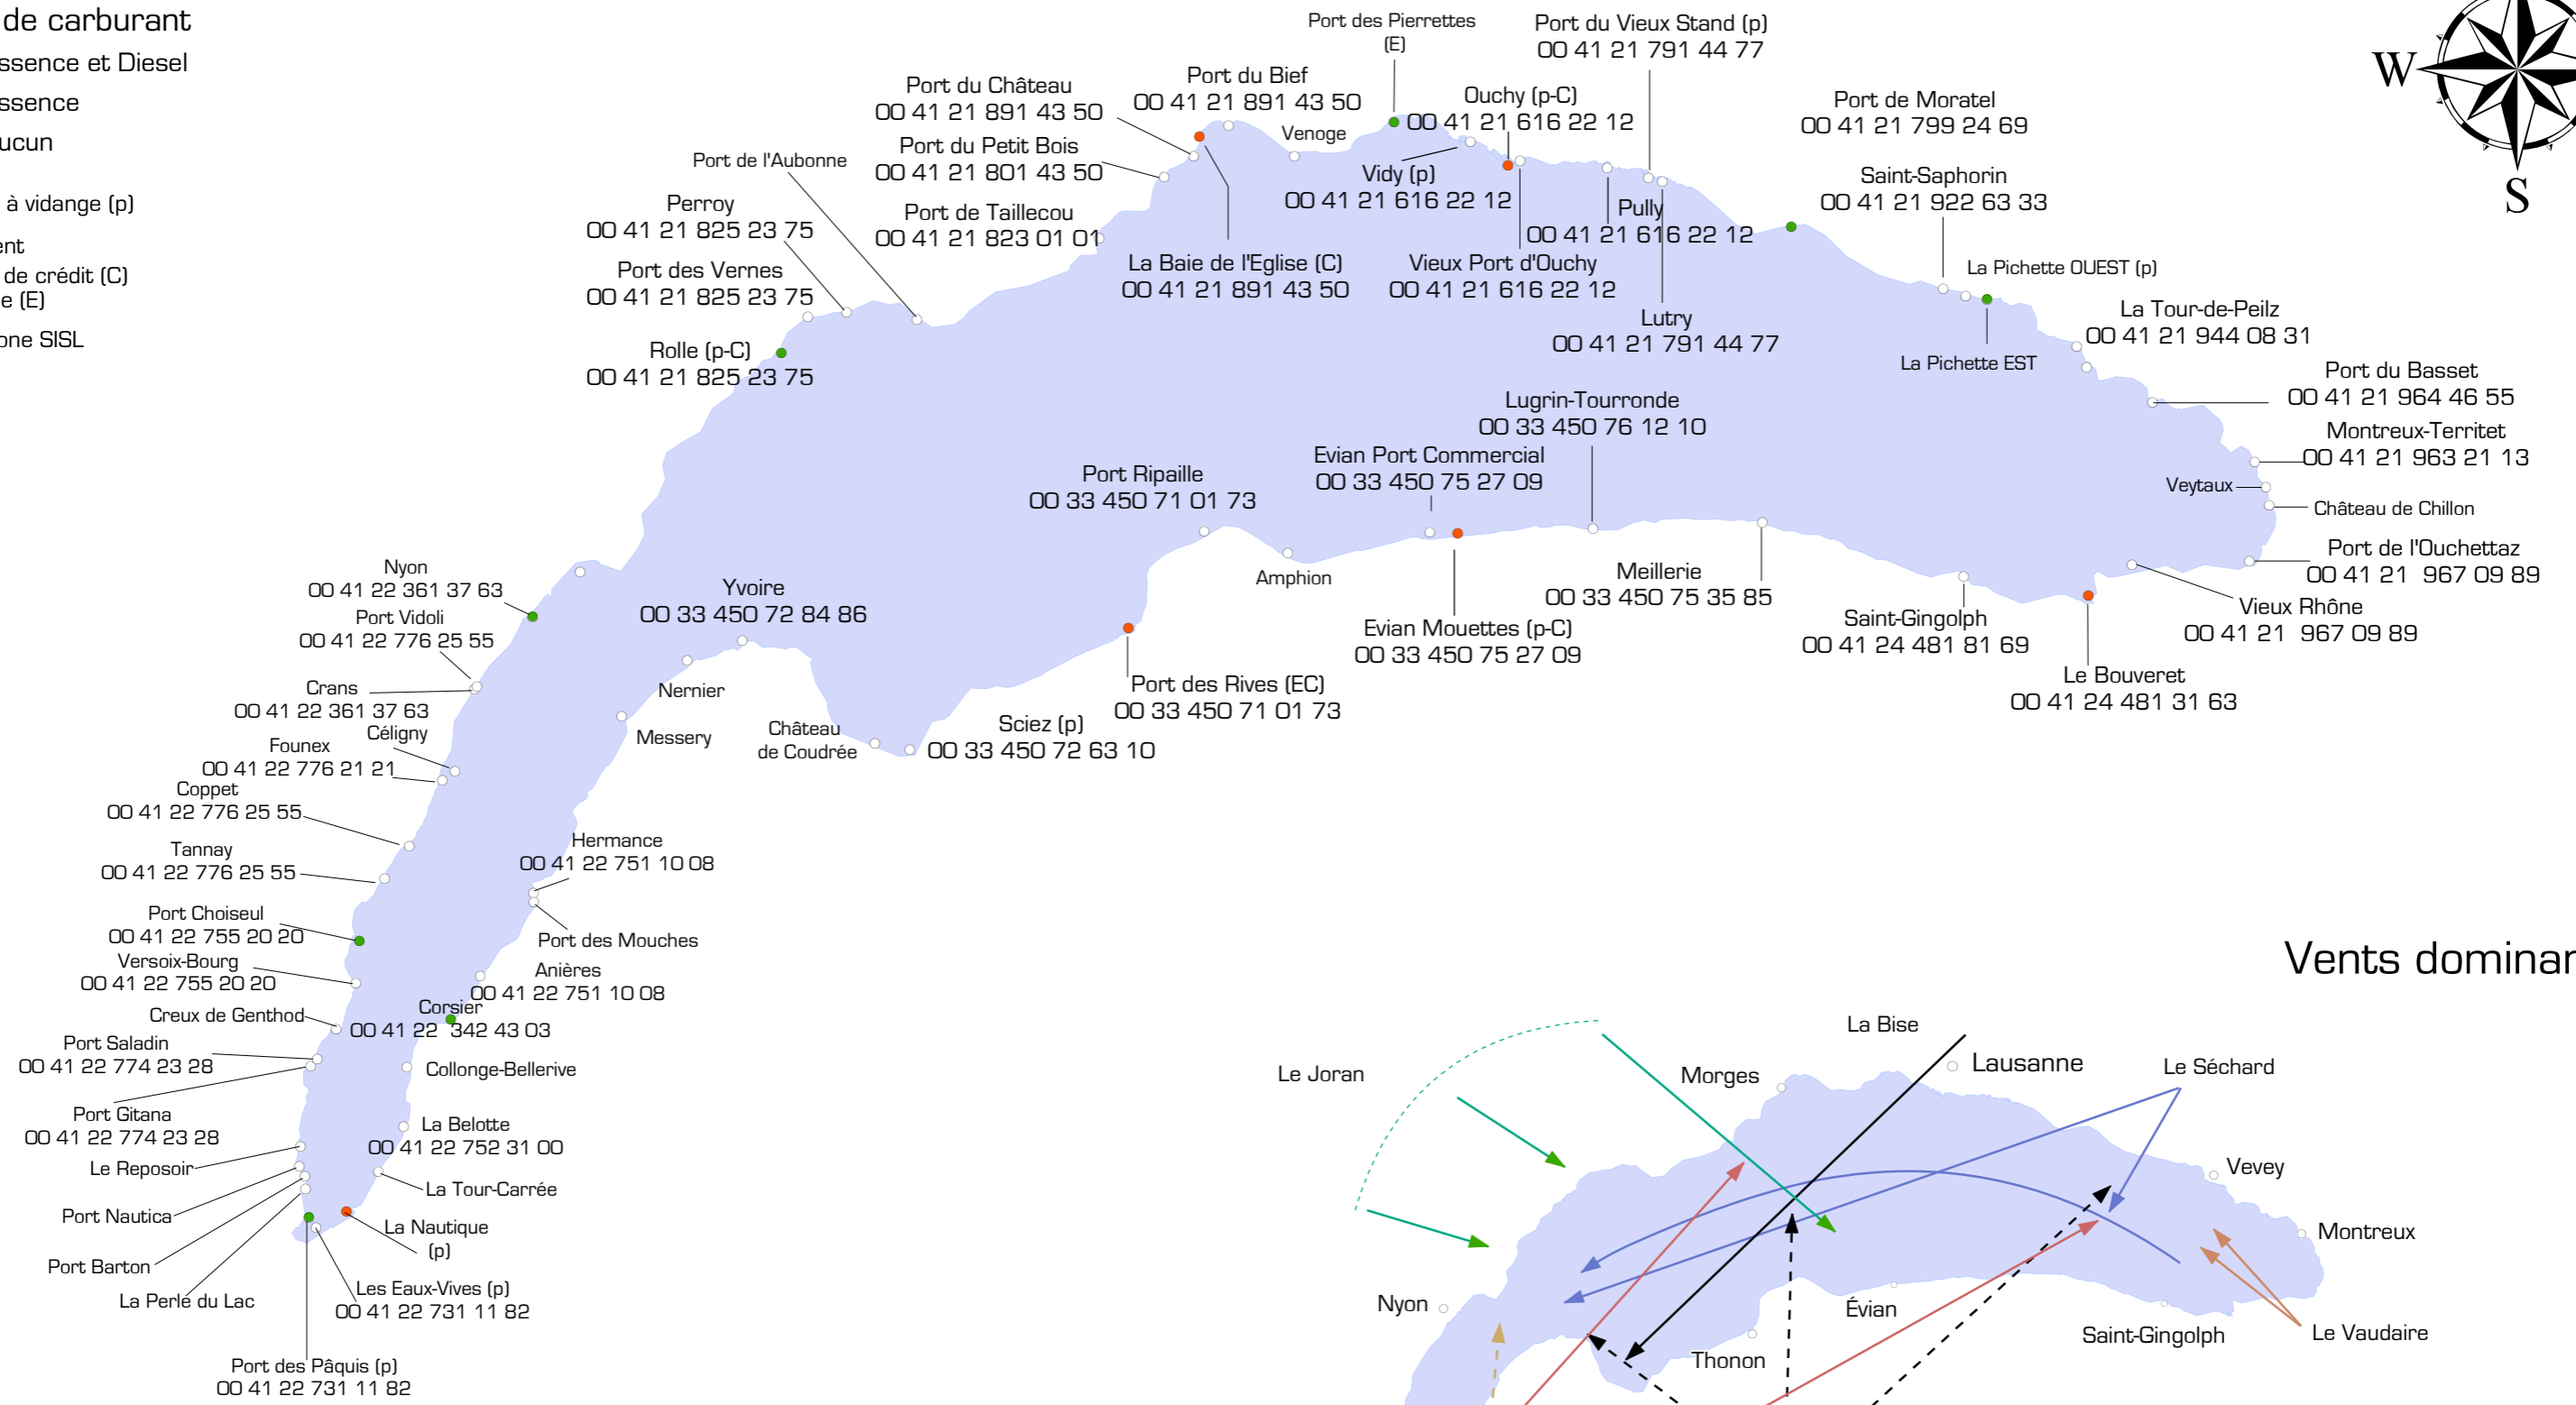 de carburant
ssence et Diesel
ssence
ucun
à vidange (p)
ent
de crédit (C)
e (E)
one SISL
W
S
Port des Pierrettes
(E)
Port du Vieux Stand (p)
00 41 21 791 44 77
Port du Château
00 41 21 891 43 50
Port du Bief
00 41 21 891 43 50
Venoge
Ouchy (p-C)
00 41 21 616 22 12
Port de Moratel
00 41 21 799 24 69
Port de l'Aubonne
Port du Petit Bois
00 41 21 801 43 50
Vidy (p)
00 41 21 616 22 12
Saint-Saphorin
00 41 21 922 63 33
Perroy
00 41 21 825 23 75
Port de Taillecou
00 41 21 823 01 01
Pully
00 41 21 616 22 12
Port des Vernes
00 41 21 825 23 75
La Baie de l'Eglise (C)
00 41 21 891 43 50
Vieux Port d'Ouchy
00 41 21 616 22 12
La Pichette OUEST (p)
Lutry
00 41 21 791 44 77
La Tour-de-Peilz
00 41 21 944 08 31
Rolle (p-C)
00 41 21 825 23 75
La Pichette EST
Port du Basset
00 41 21 964 46 55
Lugrin-Tourronde
00 33 450 76 12 10
Montreux-Territet
00 41 21 963 21 13
Evian Port Commercial
00 33 450 75 27 09
Port Ripaille
00 33 450 71 01 73
Veytaux
Château de Chillon
Port de l'Ouchettaz
00 41 21 967 09 89
Nyon
00 41 22 361 37 63
Yvoire
00 33 450 72 84 86
Amphion
Meillerie
00 33 450 75 35 85
Saint-Gingolph
00 41 24 481 81 69
Vieux Rhône
00 41 21 967 09 89
Port Vidoli
00 41 22 776 25 55
Evian Mouettes (p-C)
00 33 450 75 27 09
Le Bouveret
00 41 24 481 31 63
Crans
00 41 22 361 37 63
Nernier
Port des Rives (EC)
00 33 450 71 01 73
Céligny
Messery
Château
de Coudrée
Sciez (p)
00 33 450 72 63 10
Founex
00 41 22 776 21 21
Coppet
00 41 22 776 25 55
Hermance
00 41 22 751 10 08
Tannay
00 41 22 776 25 55
Port Choiseul
00 41 22 755 20 20
Port des Mouches
Versoix-Bourg
00 41 22 755 20 20
Anières
00 41 22 751 10 08
Creux de Genthod
Corsier
00 41 22 342 43 03
Port Saladin
00 41 22 774 23 28
Collonge-Bellerive
Port Gitana
00 41 22 774 23 28
La Belotte
00 41 22 752 31 00
Le Reposoir
La Tour-Carrée
Port Nautica
La Nautique
(p)
Port Barton
La Perle du Lac
Les Eaux-Vives (p)
00 41 22 731 11 82
Port des Pâquis (p)
00 41 22 731 11 82
Vents dominan
La Bise
Le Joran
Morges
Lausanne
Le Séchard
Vevey
Montreux
Nyon
Évian
Saint-Gingolph
Le Vaudaire
Thonon